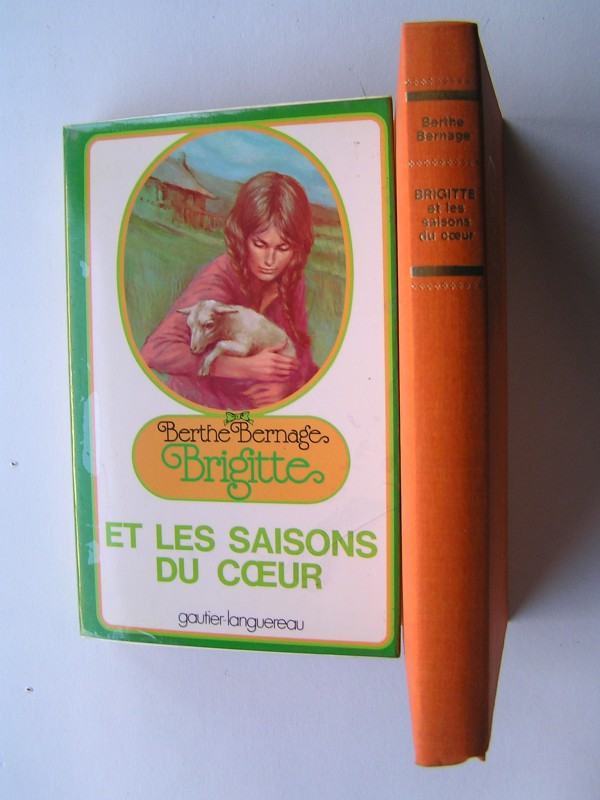 Berthe Bernage
Brigitte
ET LES SAISONS
DU CŒUR
gautier-languereau
Berthe
Bernage
BRIGITTE
et les
saisons
du cœur